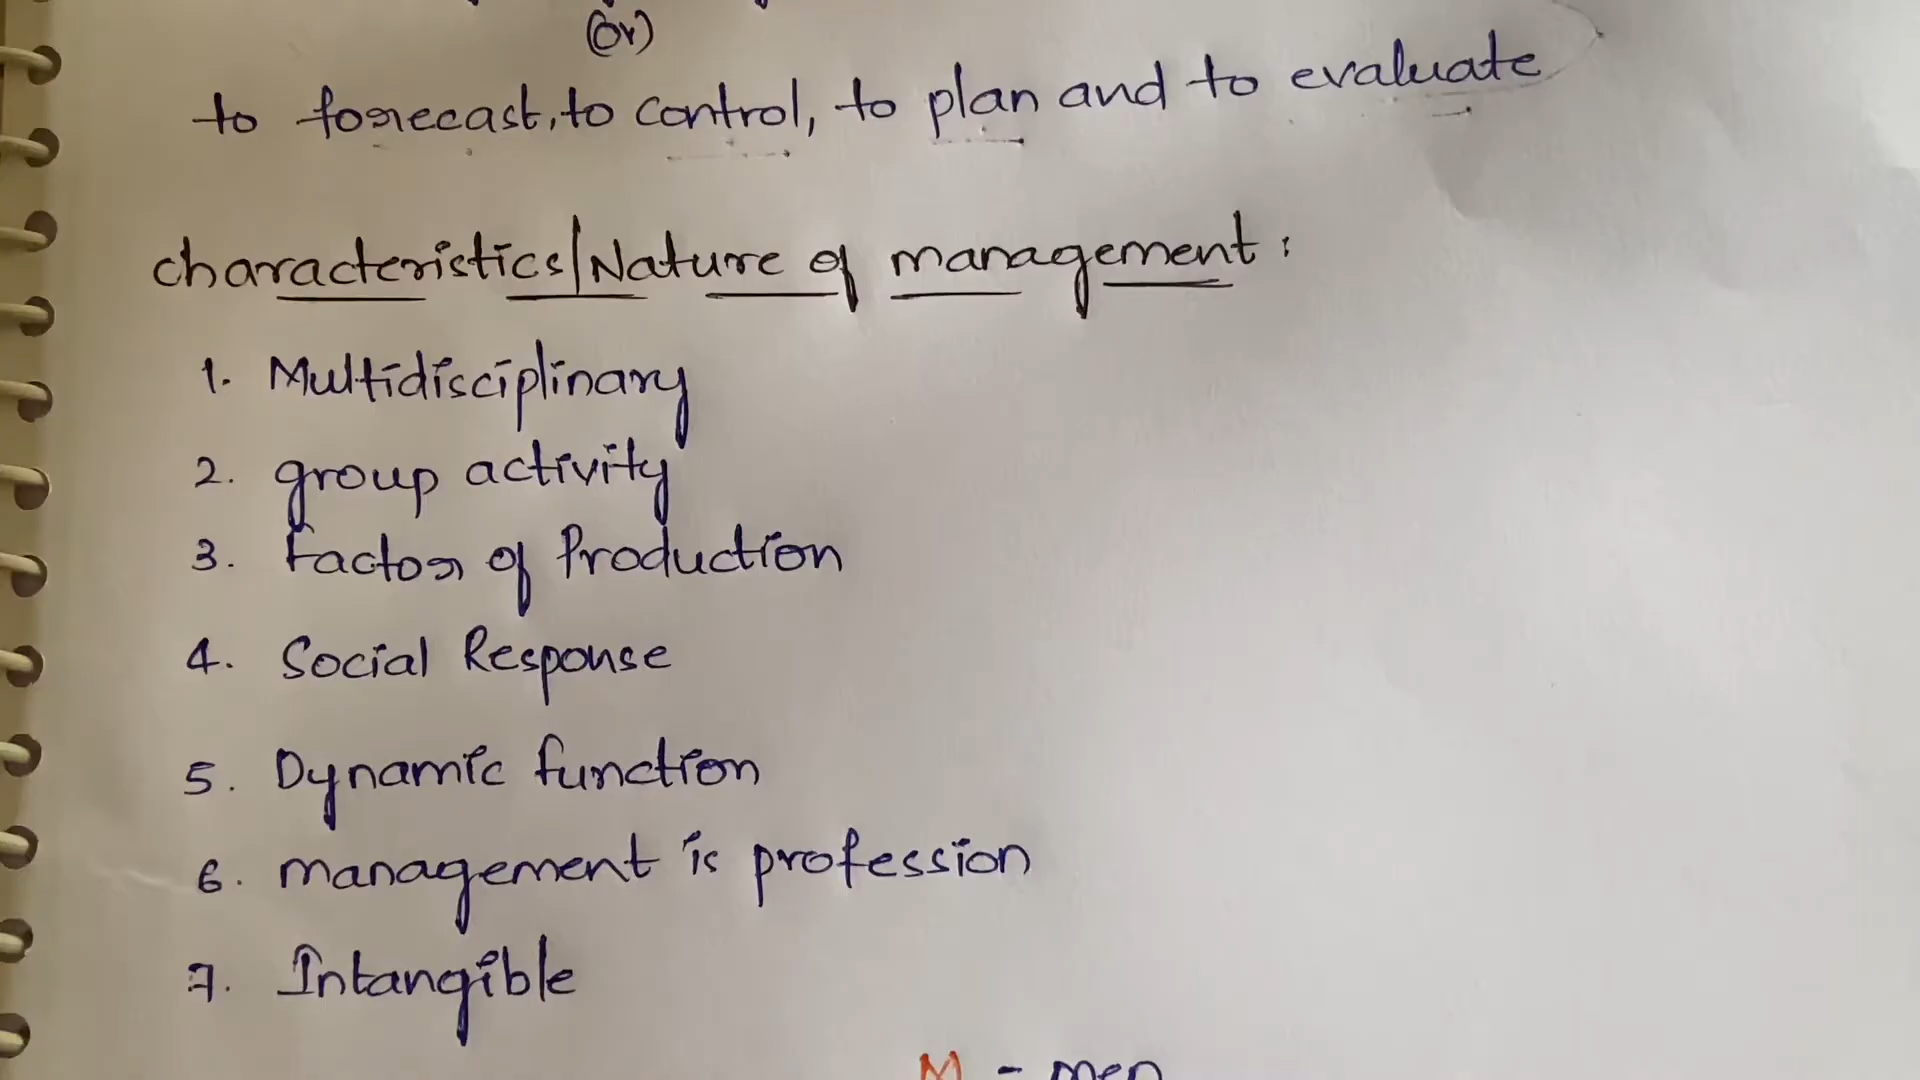 (or)
to forecast, to control, to plan and to evaluate
characteristics/Nature of management:
1. Multidisciplinary
2. group activity
3. Factor of Production
4. Social Response
5. Dynamic function
6. management is profession
7. Intangible
M - men